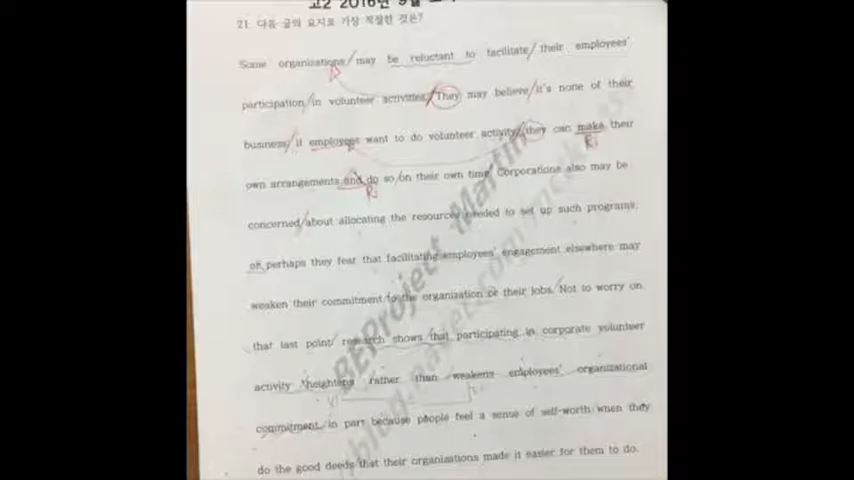 고2 2016년 9월
21. 다음 글의 요지로 가장 적절한 것은?
Some organizations may be reluctant to facilitate their employees'
participation in volunteer activities. They may believe it's none of their
business: if employees want to do volunteer activity, they can make their
own arrangements and do so on their own time. Corporations also may be
concerned about allocating the resources needed to set up such programs,
or perhaps they fear that facilitating employees' engagement elsewhere may
weaken their commitment to the organization or their jobs. Not to worry on
that last point: research shows that participating in corporate volunteer
activity heightens rather than weakens employees' organizational
commitment, in part because people feel a sense of self-worth when they
do the good deeds that their organizations made it easier for them to do.
BEProject Martin